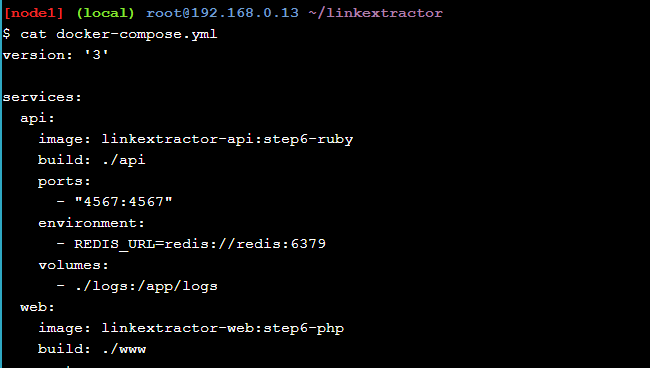 [node1] (local) root@192.168.0.13 ~/linkextractor
$ cat docker-compose.yml
version: '3'

services:
  api:
    image: linkextractor-api:step6-ruby
    build: ./api
    ports:
      - "4567:4567"
    environment:
      - REDIS_URL=redis://redis:6379
    volumes:
      - ./logs:/app/logs
  web:
    image: linkextractor-web:step6-php
    build: ./www